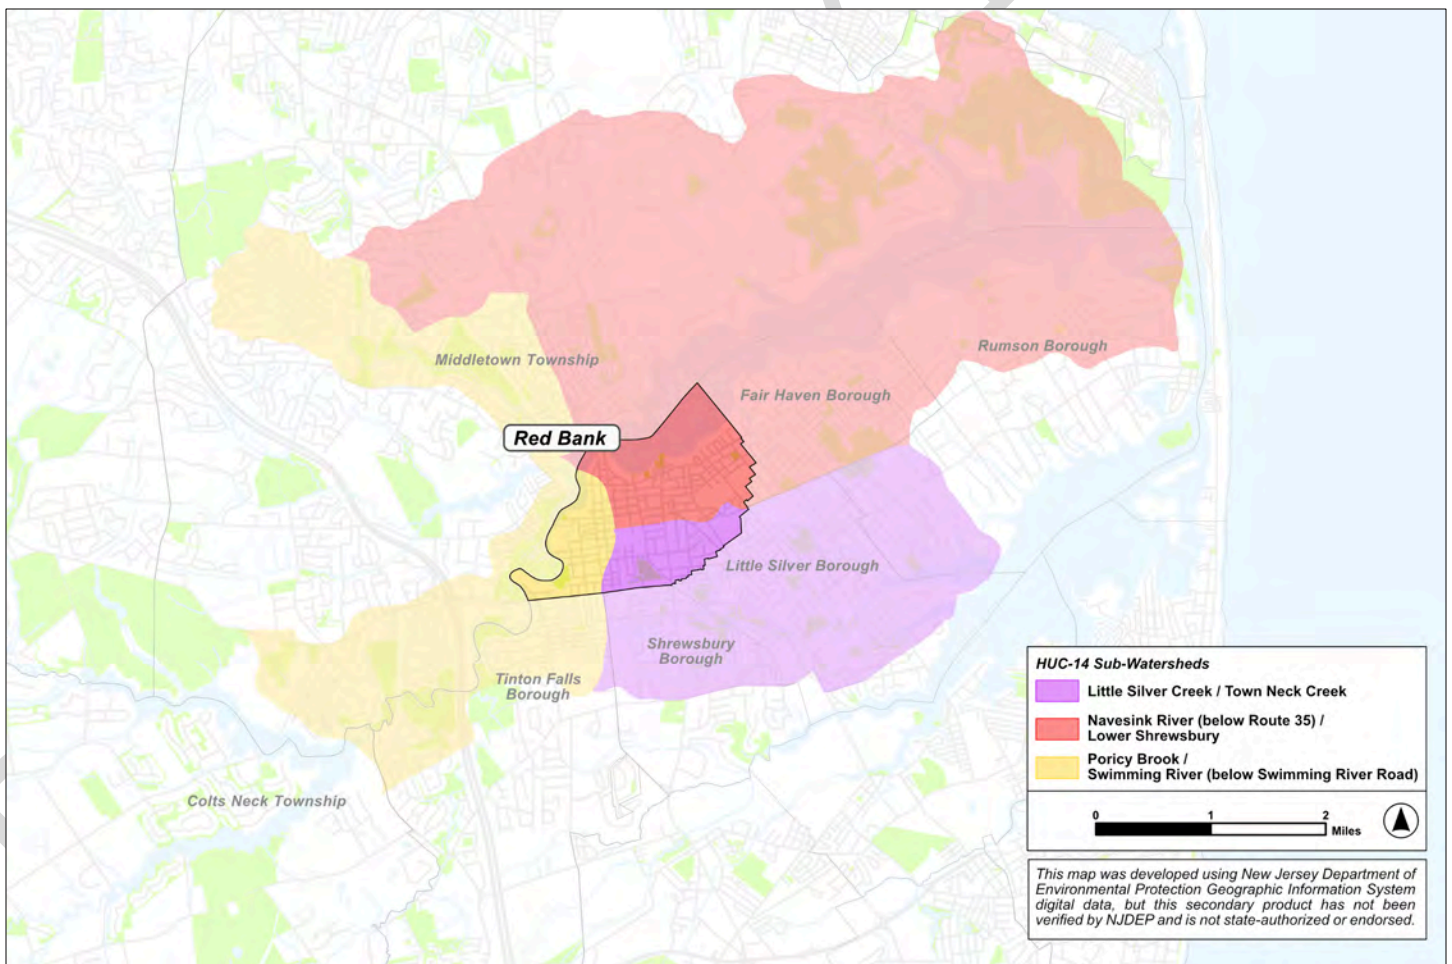 Middletown Township
Rumson Borough
Fair Haven Borough
Red Bank
Little Silver Borough
Shrewsbury
Borough
Tinton Falls
Borough
Colts Neck Township
HUC-14 Sub-Watersheds
Little Silver Creek / Town Neck Creek
Navesink River (below Route 35) /
Lower Shrewsbury
Poricy Brook /
Swimming River (below Swimming River Road)
0 1 2
Miles
This map was developed using New Jersey Department of
Environmental Protection Geographic Information System
digital data, but this secondary product has not been
verified by NJDEP and is not state-authorized or endorsed.